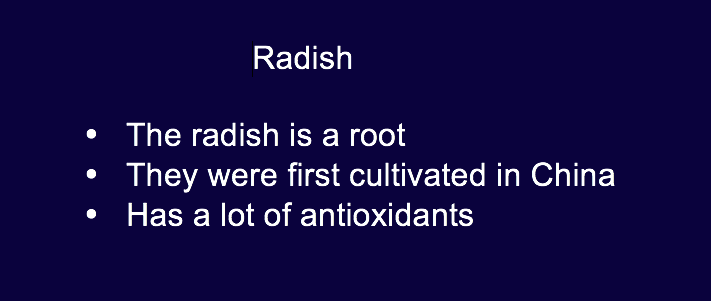 Radish
• The radish is a root
• They were first cultivated in China
• Has a lot of antioxidants